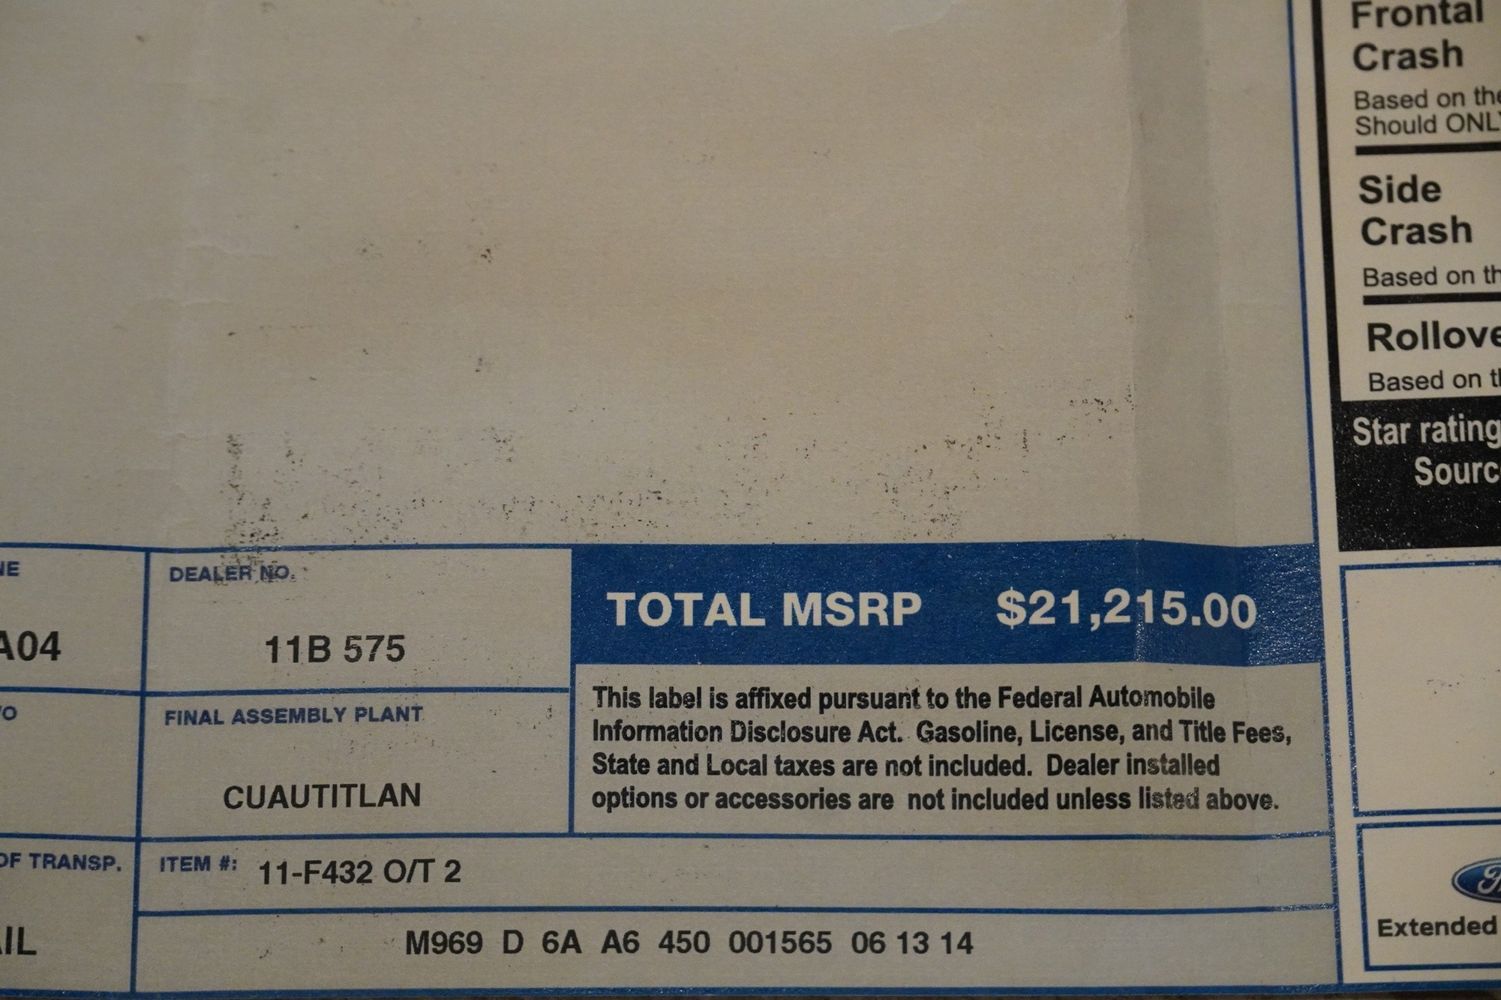 Frontal
Crash
Based on the
Should ONLY
Side
Crash
Based on th
Rollove
Based on t
Star rating
Sourc
NE
DEALER NO.
TOTAL MSRP $21,215.00
A04
11B 575
This label is affixed pursuant to the Federal Automobile
Information Disclosure Act. Gasoline, License, and Title Fees,
State and Local taxes are not included. Dealer installed
options or accessories are not included unless listed above.
/O
FINAL ASSEMBLY PLANT
CUAUTITLAN
OF TRANSP.
ITEM #: 11-F432 O/T 2
AIL
M969 D 6A A6 450 001565 06 13 14
Extended